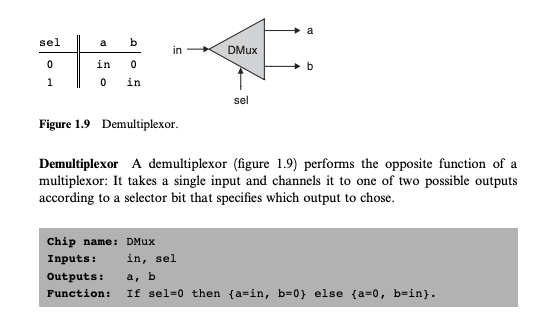 sel a b
0 in 0
1 0 in
in
DMux
a
b
sel
Figure 1.9 Demultiplexor.
Demultiplexor A demultiplexor (figure 1.9) performs the opposite function of a
multiplexor: It takes a single input and channels it to one of two possible outputs
according to a selector bit that specifies which output to chose.
Chip name: DMux
Inputs: in, sel
Outputs: a, b
Function: If sel=0 then {a=in, b=0} else {a=0, b=in}.